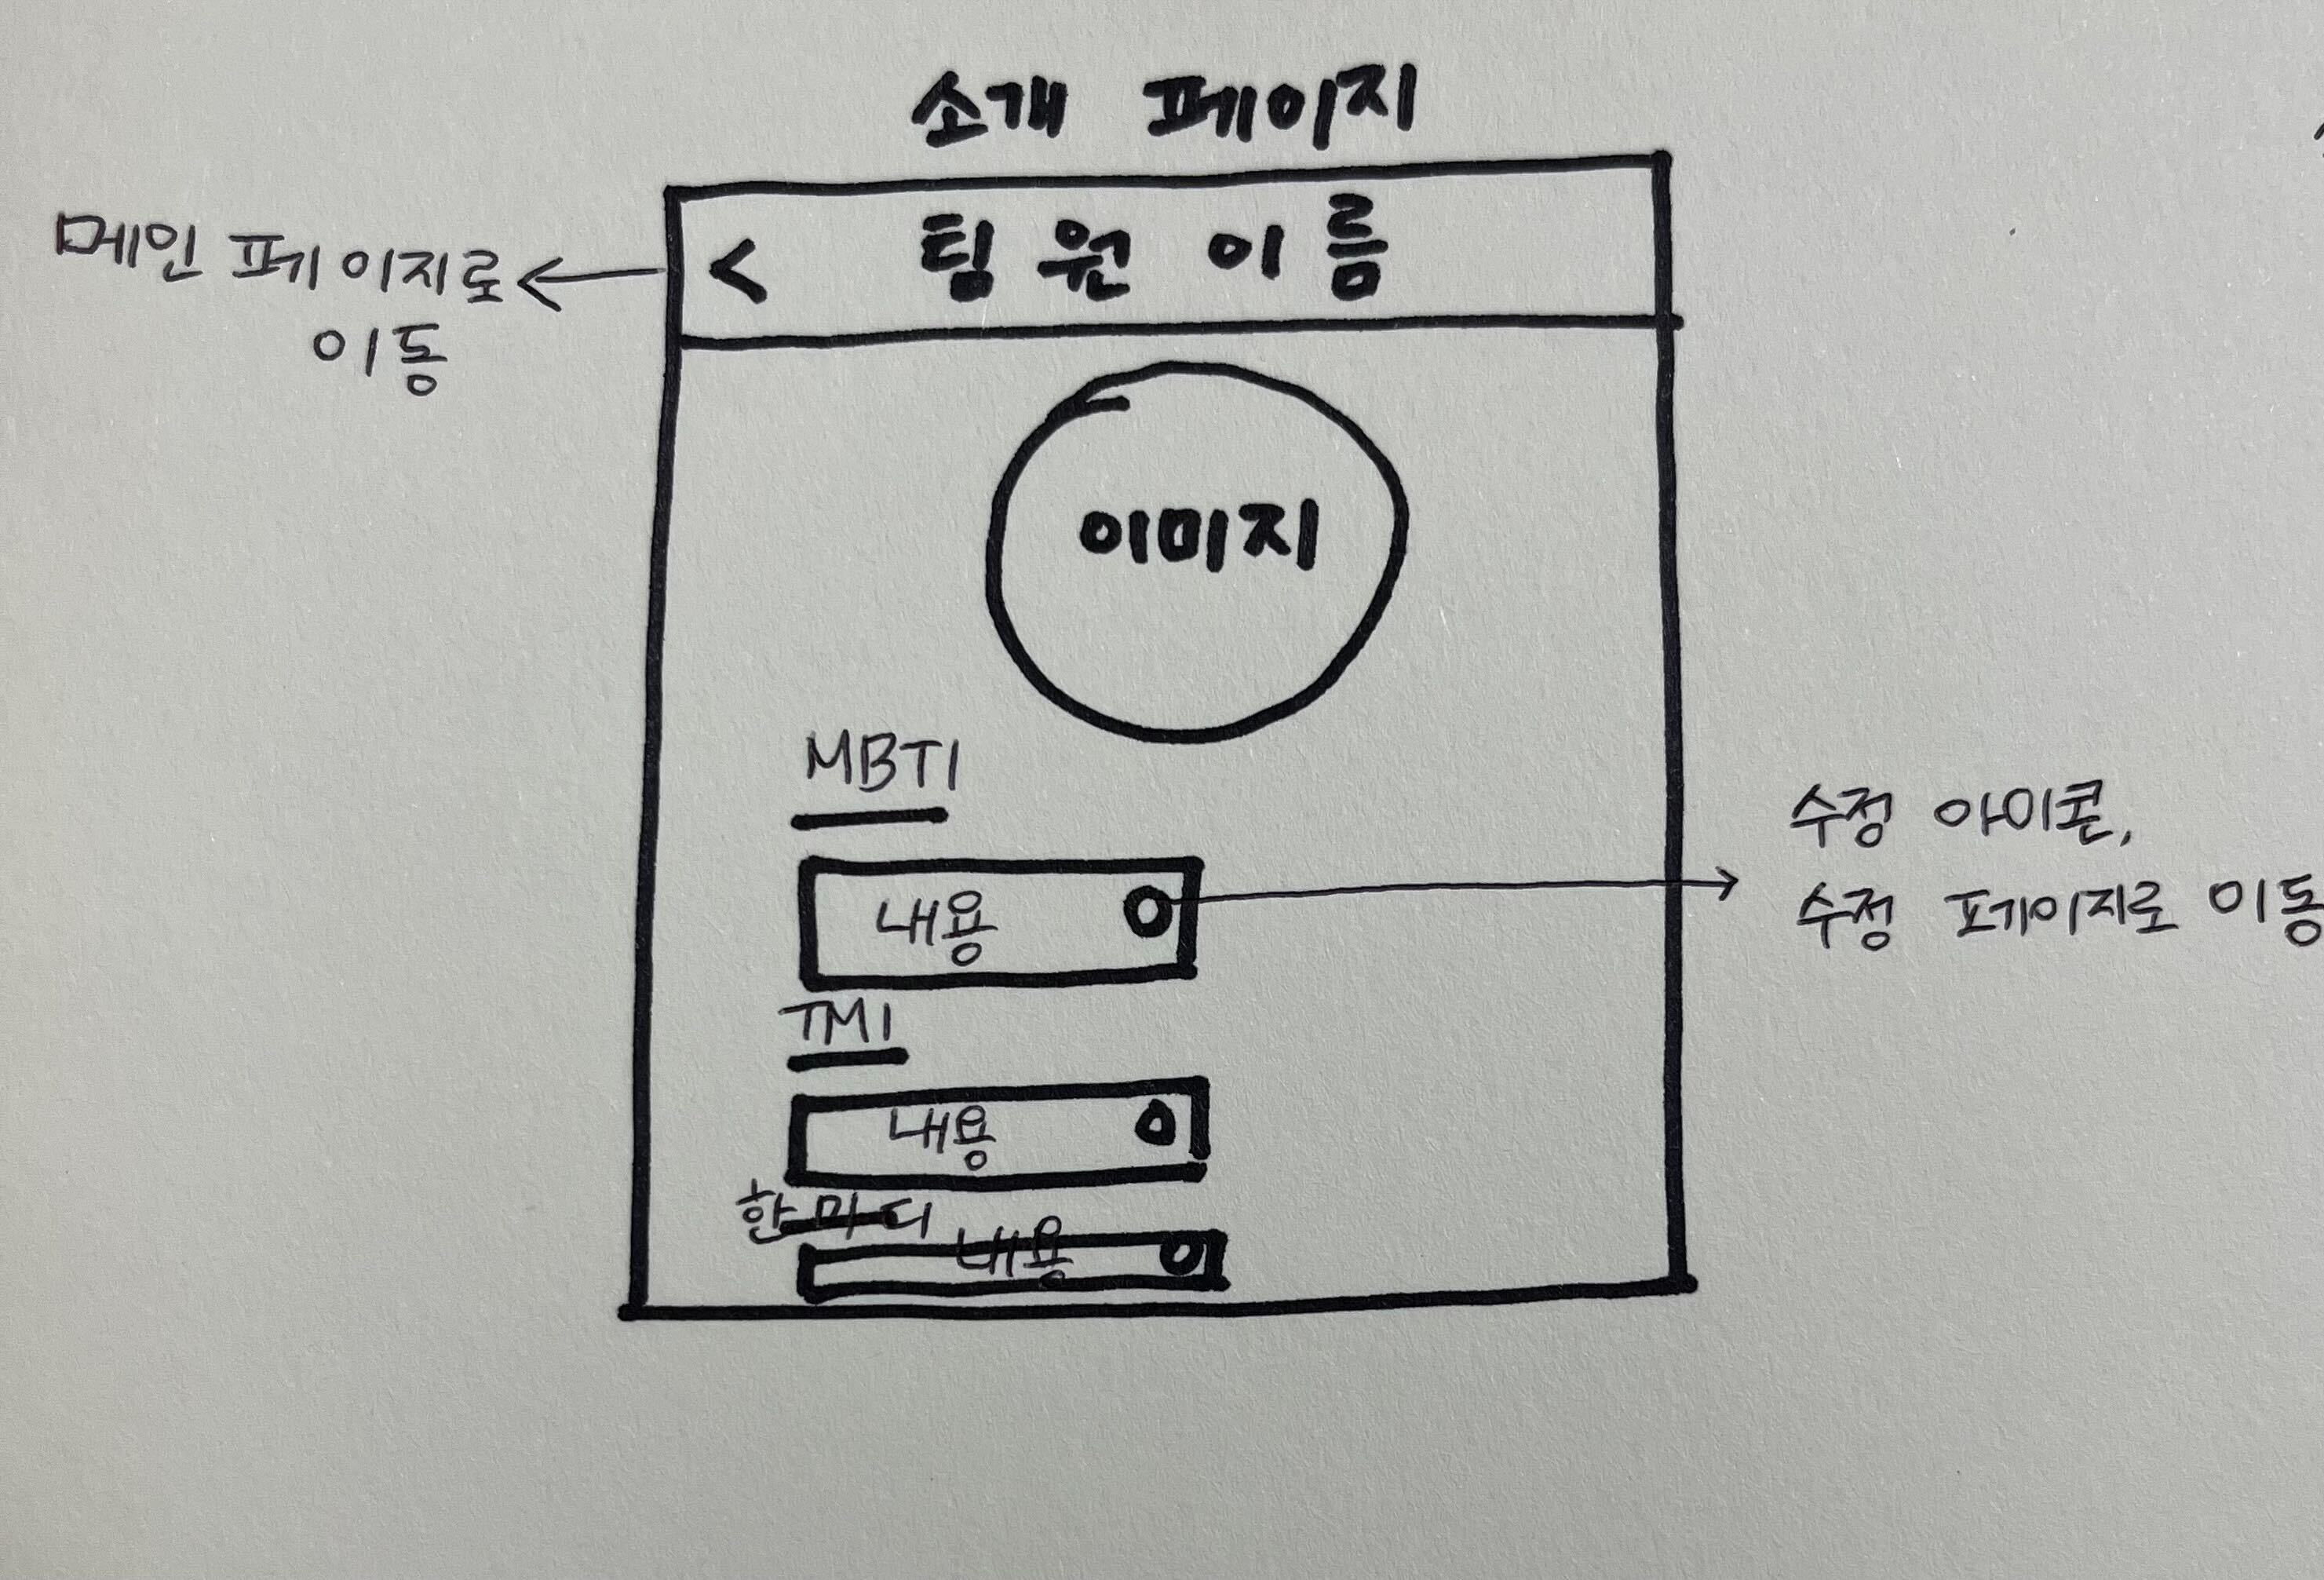 소개 페이지
< 팅원 이름
메인 페이지로
이동
이미지
MBTI
내용
수정 아이콘,
수정 페이지로 이동
TMI
내용
한마디
내용